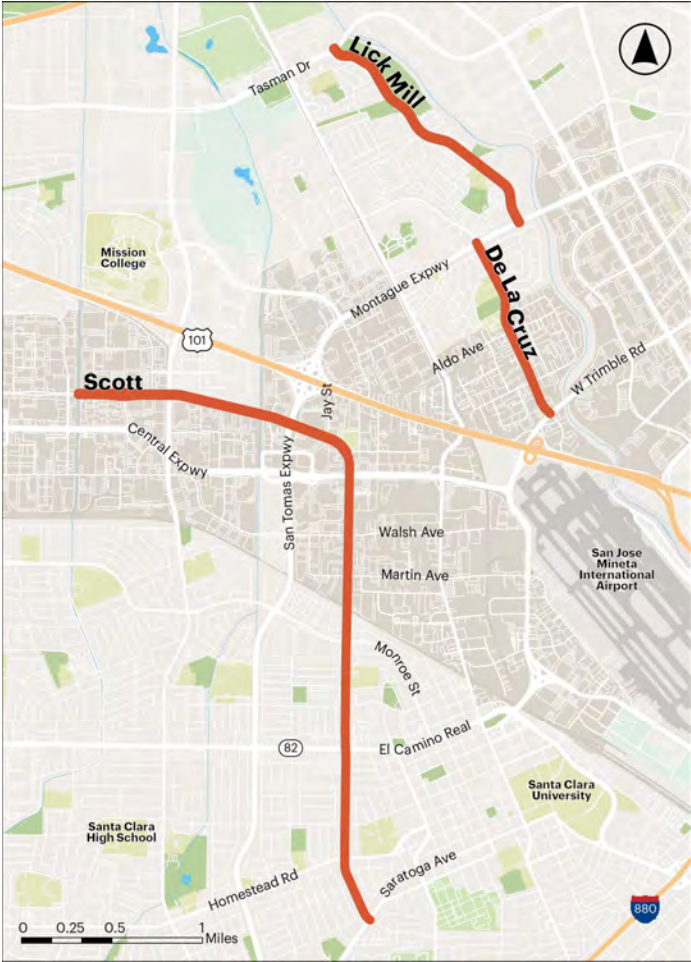 Lick Mill
Tasman Dr
Mission
College
De La Cruz
Montague Expwy
101
Aldo Ave
W Trimble Rd
Scott
Jay St
Central Expwy
San Tomas Expwy
Walsh Ave
San Jose
Mineta
International
Airport
Martin Ave
Monroe St
El Camino Real
82
Santa Clara
University
Santa Clara
High School
Saratoga Ave
Homestead Rd
880
0 0.25 0.5 1
Miles